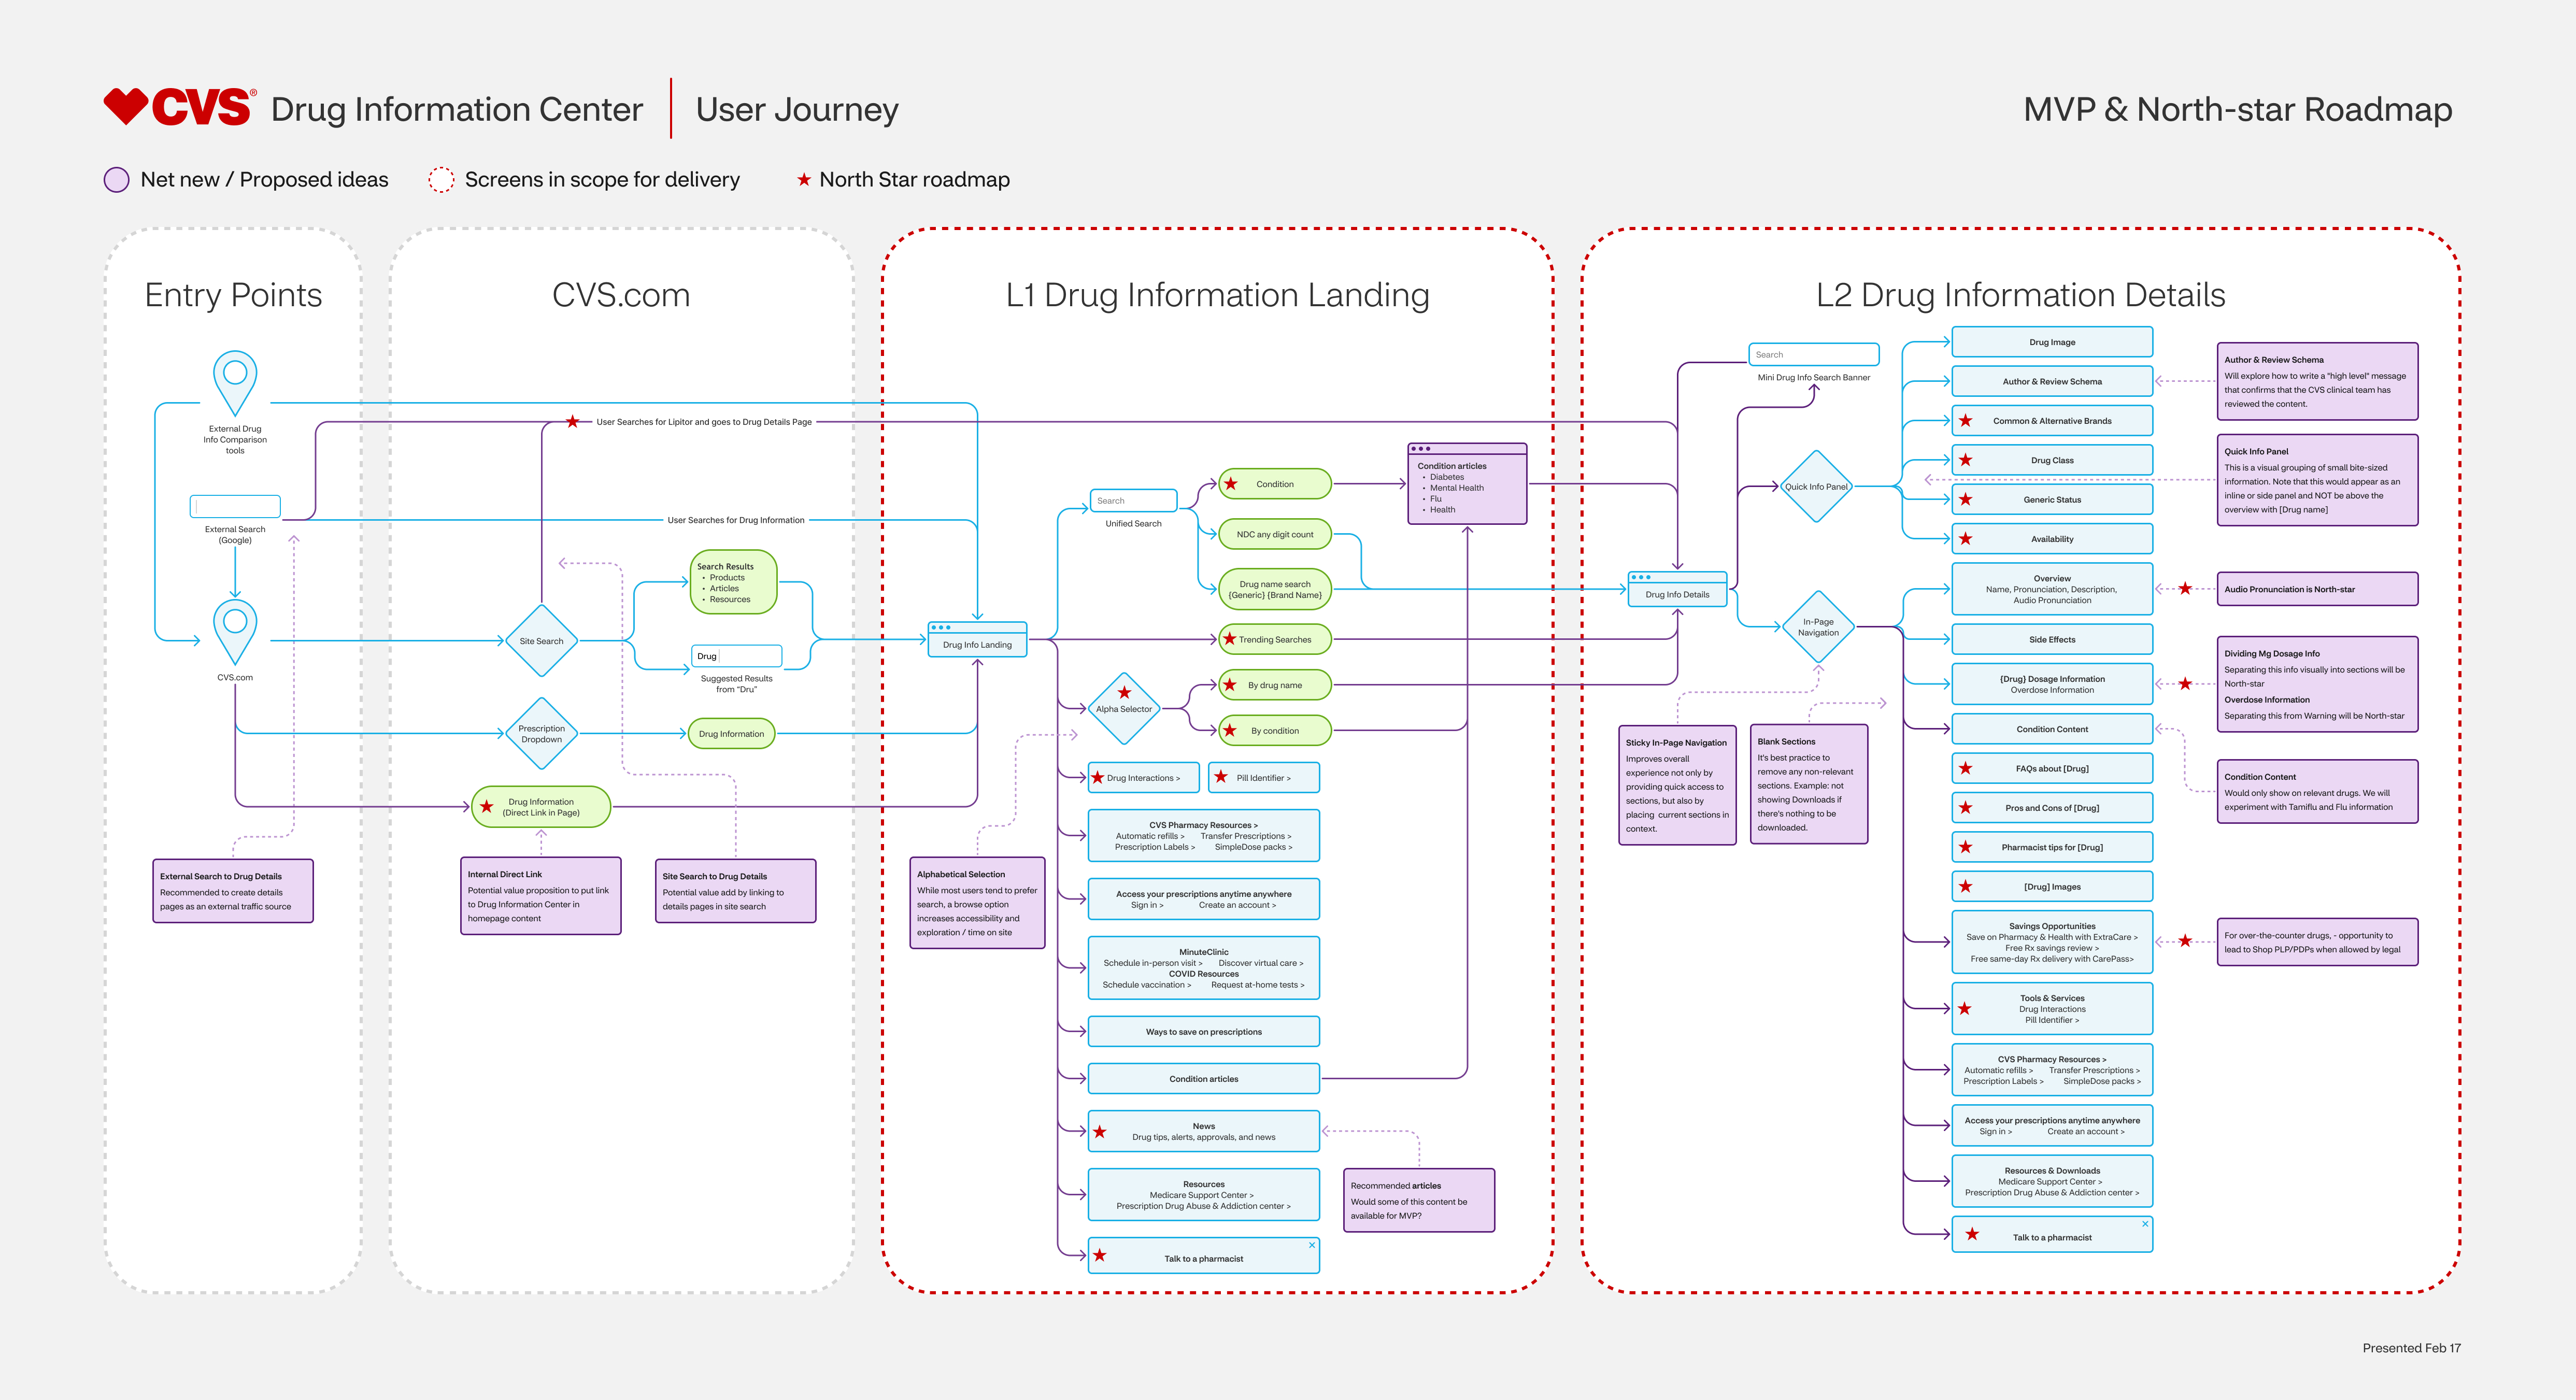 CVS® Drug Information Center | User Journey
MVP & North-star Roadmap
Net new / Proposed ideas
Screens in scope for delivery
North Star roadmap
Entry Points
External Drug
Info Comparison
tools
External Search
(Google)
CVS.com
External Search to Drug Details
Recommended to create details
pages as an external traffic source
CVS.com
User Searches for Lipitor and goes to Drug Details Page
User Searches for Drug Information
Site Search
Search Results
• Products
• Articles
• Resources
Drug
Suggested Results
from “Dru”
Prescription
Dropdown
Drug Information
Drug Information
(Direct Link in Page)
Internal Direct Link
Potential value proposition to put link
to Drug Information Center in
homepage content
Site Search to Drug Details
Potential value add by linking to
details pages in site search
L1 Drug Information Landing
Drug Info Landing
Search
Unified Search
Condition
NDC any digit count
Drug name search
{Generic} {Brand Name}
Condition articles
• Diabetes
• Mental Health
• Flu
• Health
Trending Searches
Alpha Selector
By drug name
By condition
Drug Interactions >
Pill Identifier >
CVS Pharmacy Resources >
Automatic refills > Transfer Prescriptions >
Prescription Labels > SimpleDose packs >
Alphabetical Selection
While most users tend to prefer
search, a browse option
increases accessibility and
exploration / time on site
Access your prescriptions anytime anywhere
Sign in > Create an account >
MinuteClinic
Schedule in-person visit > Discover virtual care >
COVID Resources
Schedule vaccination > Request at-home tests >
Ways to save on prescriptions
Condition articles
News
Drug tips, alerts, approvals, and news
Resources
Medicare Support Center >
Prescription Drug Abuse & Addiction center >
Recommended articles
Would some of this content be
available for MVP?
Talk to a pharmacist
L2 Drug Information Details
Drug Info Details
Search
Mini Drug Info Search Banner
Quick Info Panel
In-Page
Navigation
Sticky In-Page Navigation
Improves overall
experience not only by
providing quick access to
sections, but also by
placing current sections in
context.
Blank Sections
It's best practice to
remove any non-relevant
sections. Example: not
showing Downloads if
there's nothing to be
downloaded.
Drug Image
Author & Review Schema
Common & Alternative Brands
Drug Class
Generic Status
Availability
Overview
Name, Pronunciation, Description,
Audio Pronunciation
Side Effects
{Drug} Dosage Information
Overdose Information
Condition Content
FAQs about [Drug]
Pros and Cons of [Drug]
Pharmacist tips for [Drug]
[Drug] Images
Savings Opportunities
Save on Pharmacy & Health with ExtraCare >
Free Rx savings review >
Free same-day Rx delivery with CarePass>
Tools & Services
Drug Interactions
Pill Identifier >
CVS Pharmacy Resources >
Automatic refills > Transfer Prescriptions >
Prescription Labels > SimpleDose packs >
Access your prescriptions anytime anywhere
Sign in > Create an account >
Resources & Downloads
Medicare Support Center >
Prescription Drug Abuse & Addiction center >
Talk to a pharmacist
Author & Review Schema
Will explore how to write a "high level" message
that confirms that the CVS clinical team has
reviewed the content.
Quick Info Panel
This is a visual grouping of small bite-sized
information. Note that this would appear as an
inline or side panel and NOT be above the
overview with [Drug name]
Audio Pronunciation is North-star
Dividing Mg Dosage Info
Separating this info visually into sections will be
North-star
Overdose Information
Separating this from Warning will be North-star
Condition Content
Would only show on relevant drugs. We will
experiment with Tamiflu and Flu information
For over-the-counter drugs, - opportunity to
lead to Shop PLP/PDPs when allowed by legal
Presented Feb 17